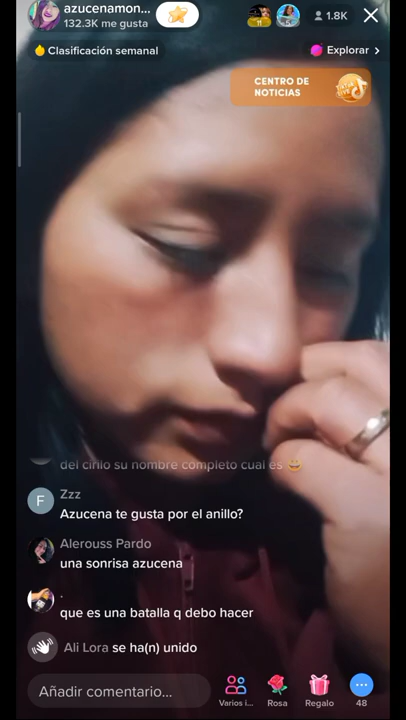 azucenamon...
132.3K me gusta
1.8K
Clasificación semanal
Explorar >
CENTRO DE
NOTICIAS
del cirilo su nombre completo cual es 😄
F
Zzz
Azucena te gusta por el anillo?
Alerouss Pardo
una sonrisa azucena
.
que es una batalla q debo hacer
Ali Lora se ha(n) unido
Añadir comentario...
Varios i...
Rosa
Regalo
48